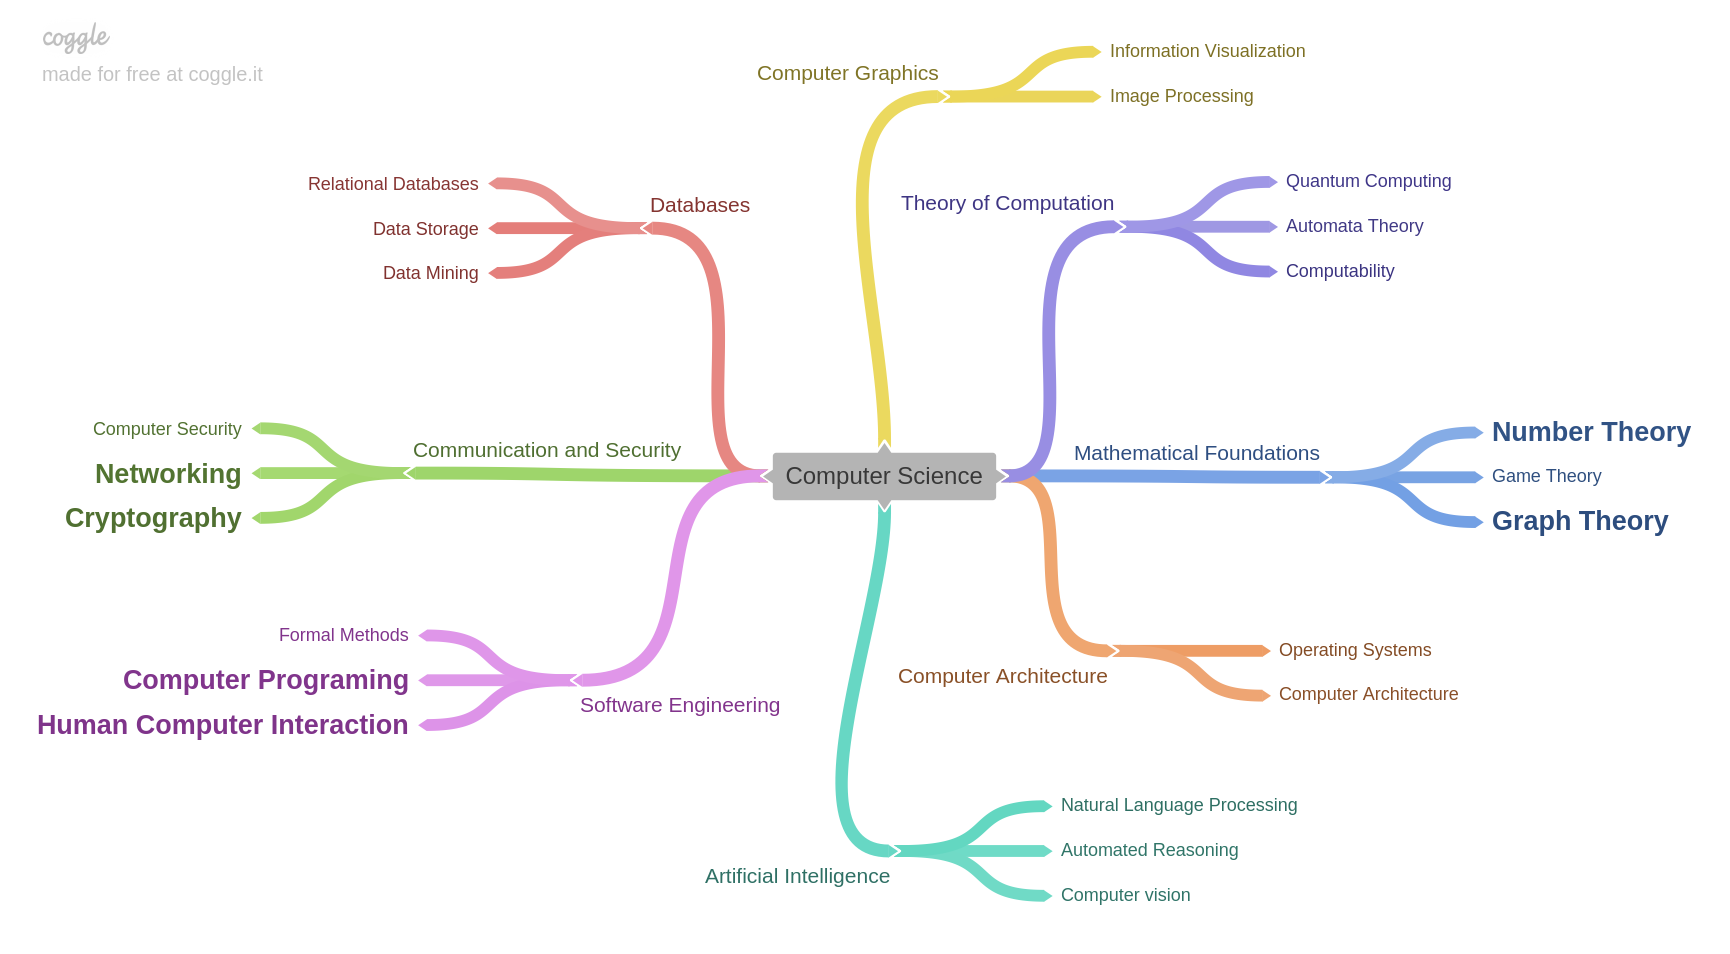 coggle
made for free at coggle.it
Computer Graphics
Information Visualization
Image Processing
Relational Databases
Data Storage
Data Mining
Databases
Theory of Computation
Quantum Computing
Automata Theory
Computability
Computer Security
Networking
Cryptography
Communication and Security
Computer Science
Mathematical Foundations
Number Theory
Game Theory
Graph Theory
Formal Methods
Computer Programing
Human Computer Interaction
Software Engineering
Computer Architecture
Operating Systems
Computer Architecture
Artificial Intelligence
Natural Language Processing
Automated Reasoning
Computer vision